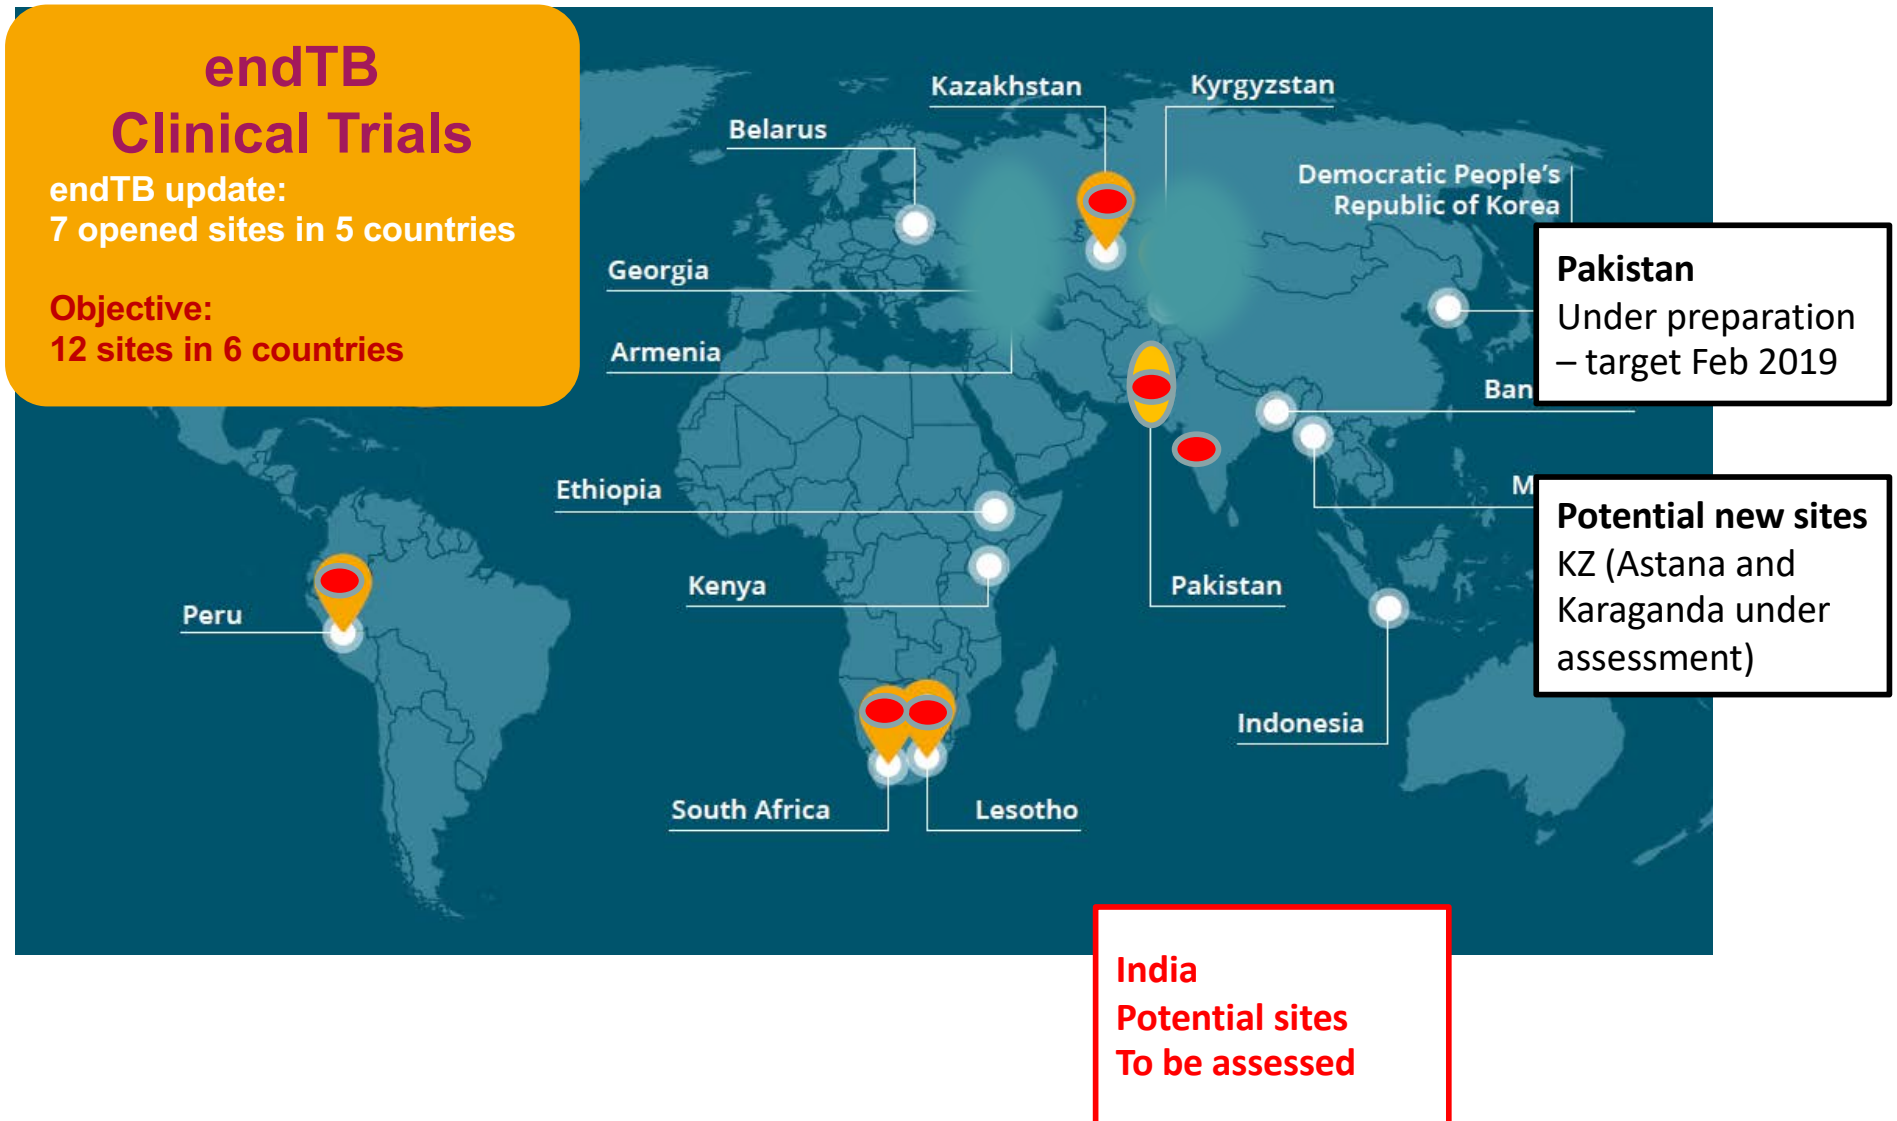 endTB
Clinical Trials
endTB update:
7 opened sites in 5 countries
Objective:
12 sites in 6 countries
Kazakhstan
Kyrgyzstan
Belarus
Democratic People's
Republic of Korea
Georgia
Armenia
Pakistan
Under preparation
– target Feb 2019
Ban
Ethiopia
M
Potential new sites
KZ (Astana and
Karaganda under
assessment)
Kenya
Pakistan
Peru
Indonesia
South Africa
Lesotho
India
Potential sites
To be assessed